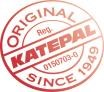 ORIGINAL
Reg.
KATEPAL
0150703-0
SINCE 1949